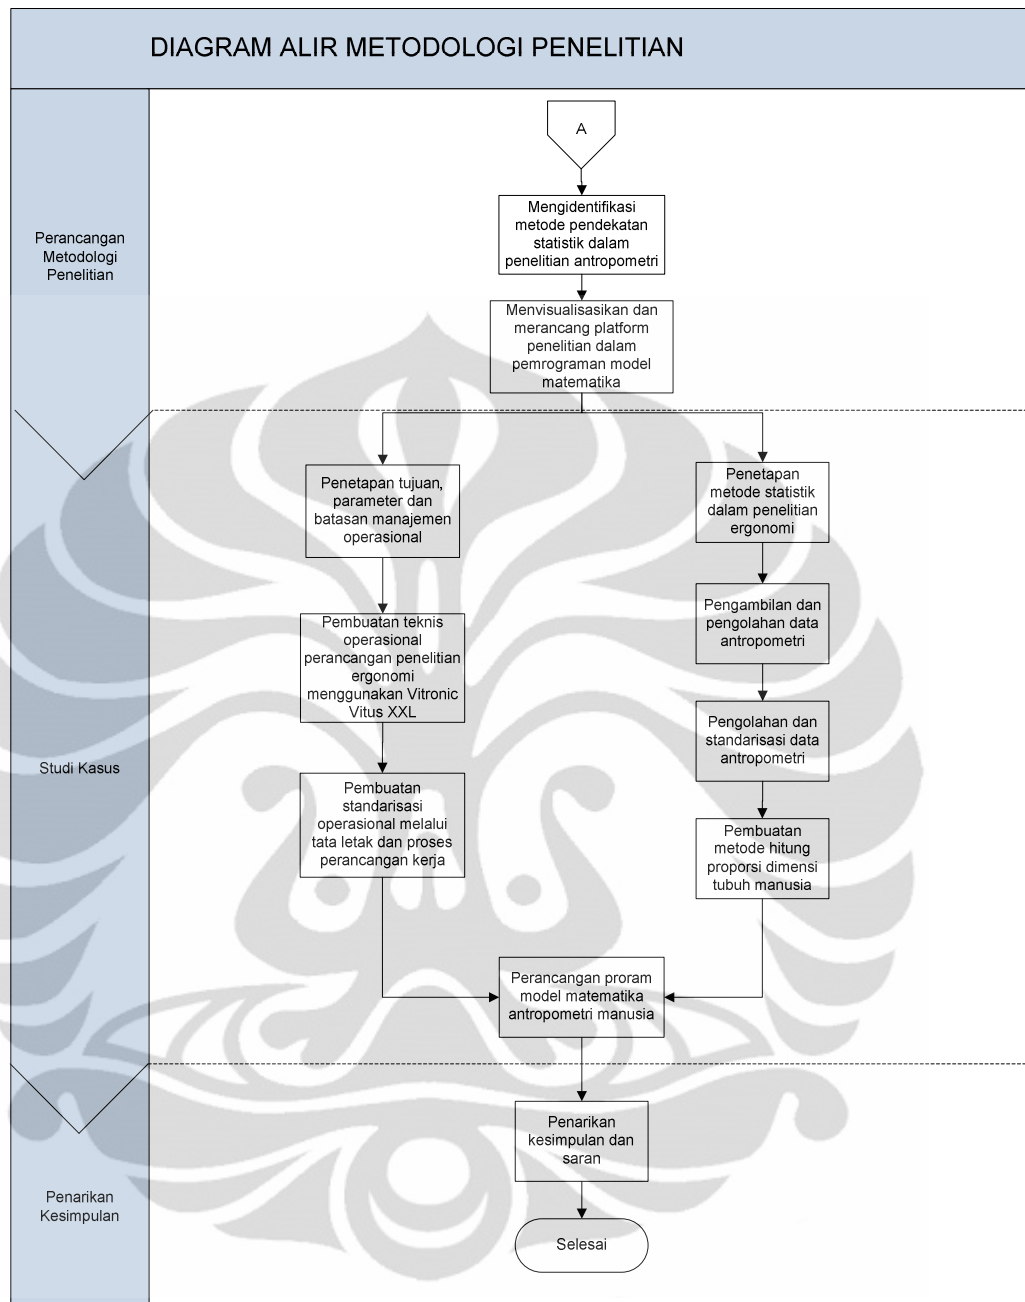 DIAGRAM ALIR METODOLOGI PENELITIAN
Perancangan
Metodologi
Penelitian
A
Mengidentifikasi
metode pendekatan
statistik dalam
penelitian antropometri
Menvisualisasikan dan
merancang platform
penelitian dalam
pemrograman model
matematika
Studi Kasus
Penetapan tujuan,
parameter dan
batasan manajemen
operasional
Pembuatan teknis
operasional
perancangan penelitian
ergonomi
menggunakan Vitronic
Vitus XXL
Pembuatan
standarisasi
operasional melalui
tata letak dan proses
perancangan kerja
Penetapan
metode statistik
dalam penelitian
ergonomi
Pengambilan dan
pengolahan data
antropometri
Pengolahan dan
standarisasi data
antropometri
Pembuatan
metode hitung
proporsi dimensi
tubuh manusia
Perancangan proram
model matematika
antropometri manusia
Penarikan
Kesimpulan
Penarikan
kesimpulan dan
saran
Selesai